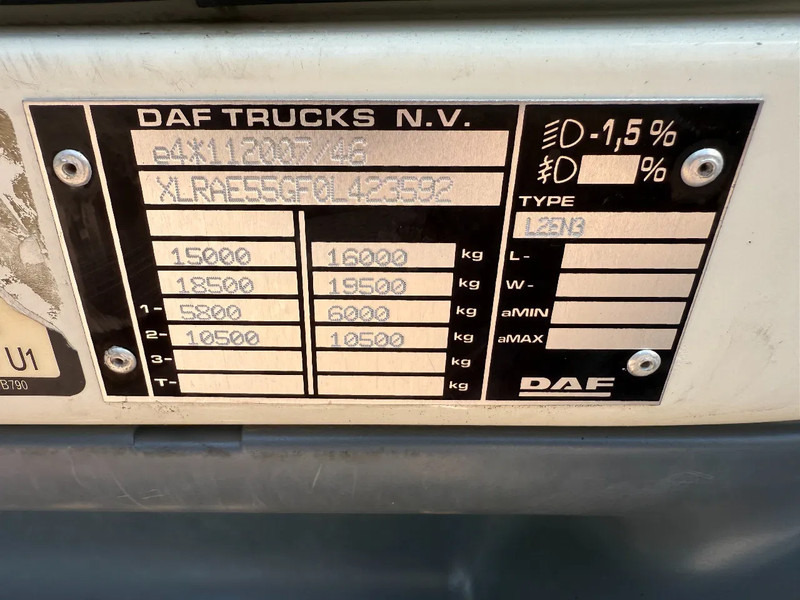 DAF TRUCKS N.V.
e4*112007/46
XLRAE55GF0L423592
15000 16000 kg
18500 19500 kg
1- 5800 6000 kg
2- 10500 10500 kg
3- kg
T- kg
-1,5%
%
TYPE
L2EN3
L-
W-
aMIN
aMAX
DAF
U1
B790